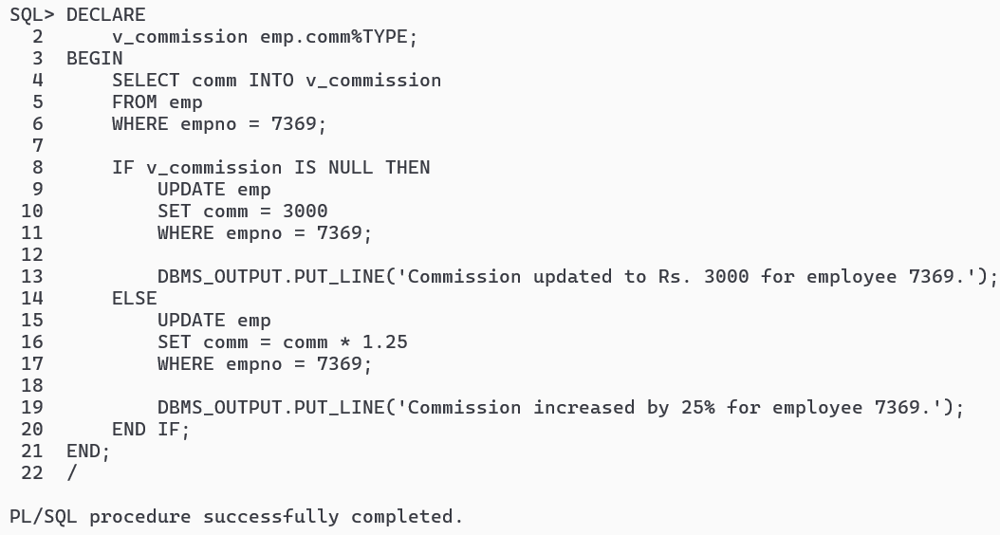 SQL> DECLARE
  2      v_commission emp.comm%TYPE;
  3  BEGIN
  4      SELECT comm INTO v_commission
  5      FROM emp
  6      WHERE empno = 7369;
  7
  8      IF v_commission IS NULL THEN
  9          UPDATE emp
 10          SET comm = 3000
 11          WHERE empno = 7369;
 12
 13          DBMS_OUTPUT.PUT_LINE('Commission updated to Rs. 3000 for employee 7369.');
 14      ELSE
 15          UPDATE emp
 16          SET comm = comm * 1.25
 17          WHERE empno = 7369;
 18
 19          DBMS_OUTPUT.PUT_LINE('Commission increased by 25% for employee 7369.');
 20      END IF;
 21  END;
 22  /
PL/SQL procedure successfully completed.